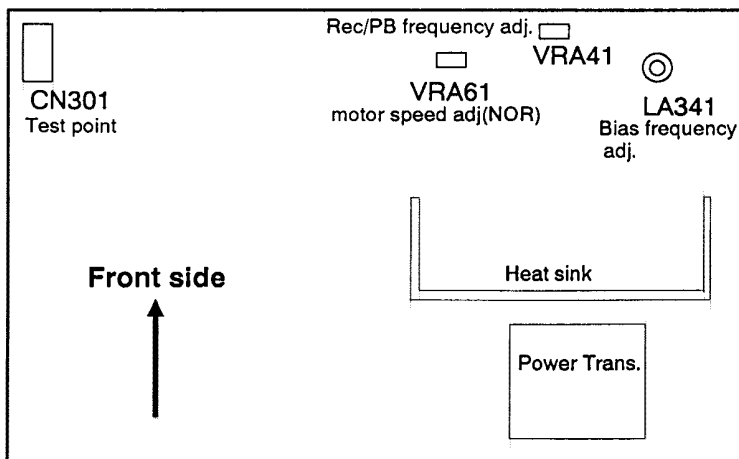 Rec/PB frequency adj.
VRA41
CN301
Test point
VRA61
motor speed adj(NOR)
LA341
Bias frequency
adj.
Front side
Heat sink
Power Trans.